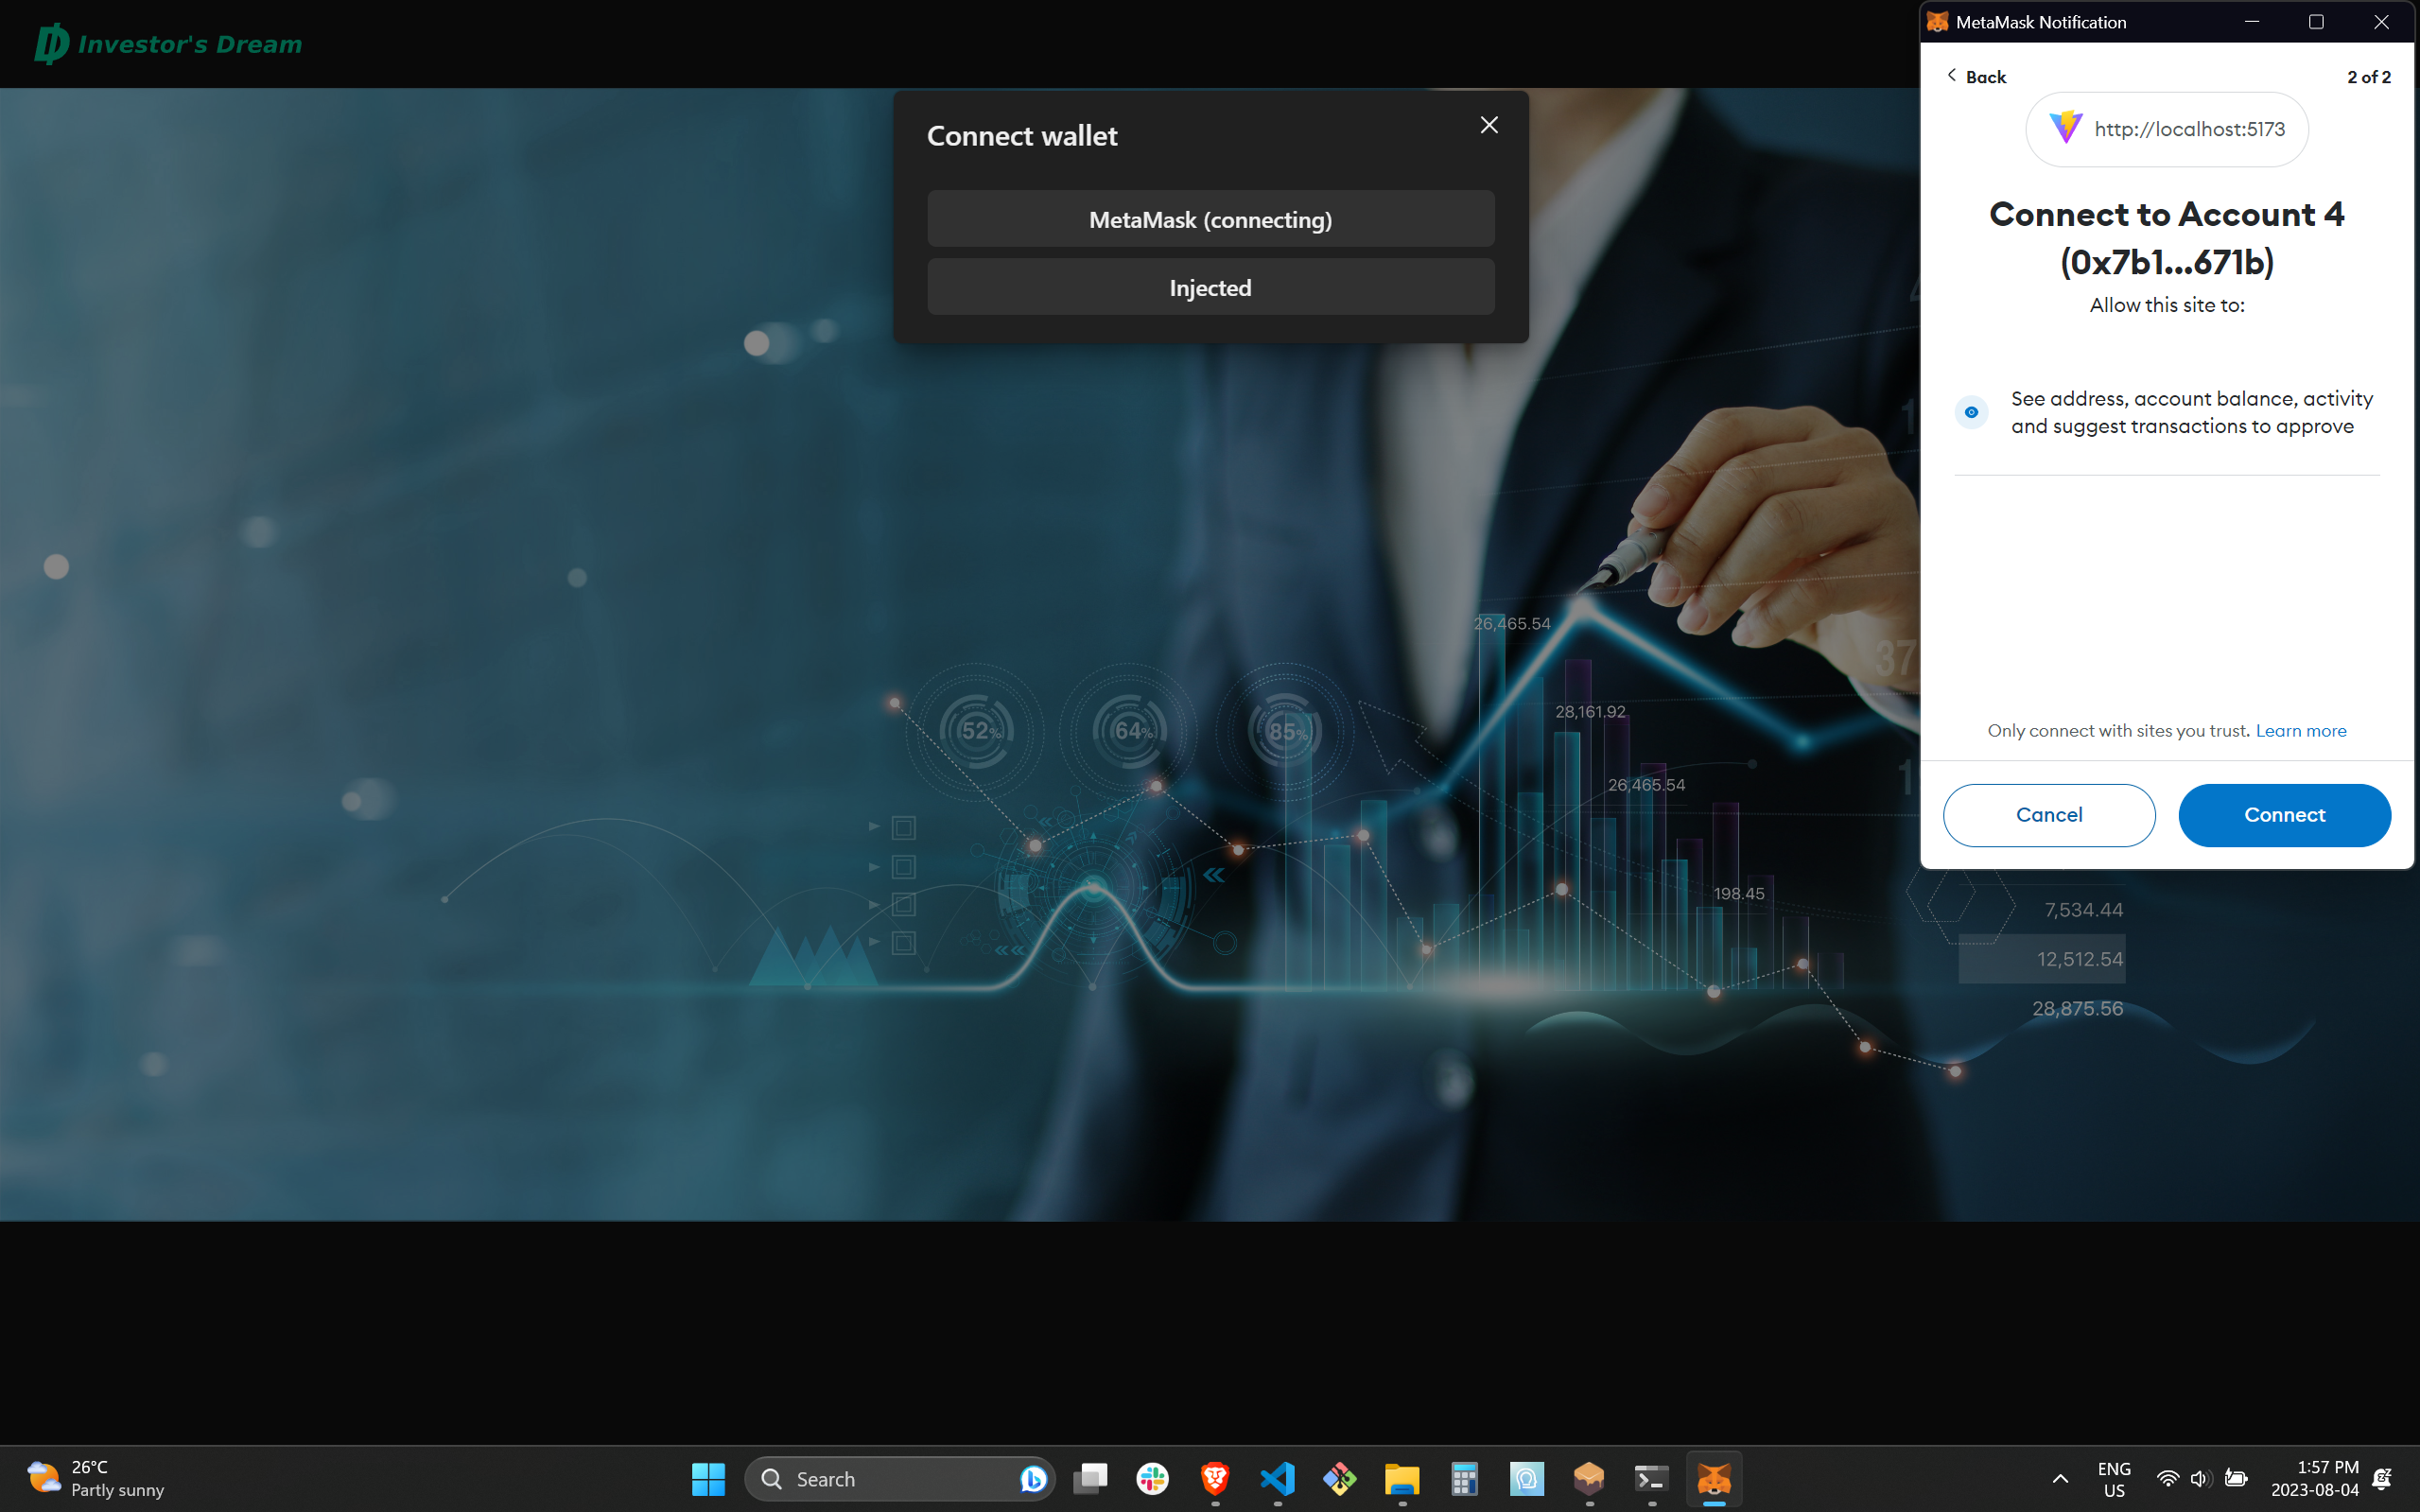 Investor's Dream
Connect wallet
MetaMask (connecting)
Injected
MetaMask Notification
Back
2 of 2
http://localhost:5173
Connect to Account 4
(0x7b1...671b)
Allow this site to:
See address, account balance, activity
and suggest transactions to approve
Only connect with sites you trust. Learn more
Cancel
Connect
37
26,465.54
28,161.92
52%
64%
85%
26,465.54
198.45
7,534.44
12,512.54
28,875.56
26°C
Partly sunny
Search
ENG
US
1:57 PM
2023-08-04